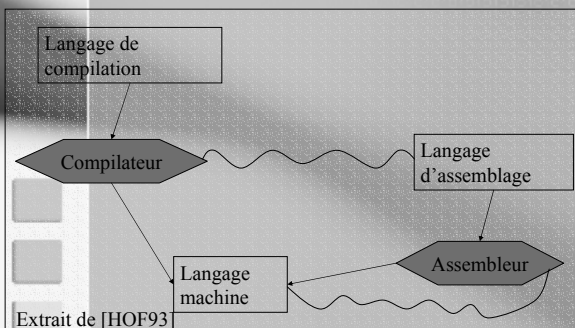 Langage de
compilation
Compilateur
Langage
d’assemblage
Assembleur
Langage
machine
Extrait de [HOF93]